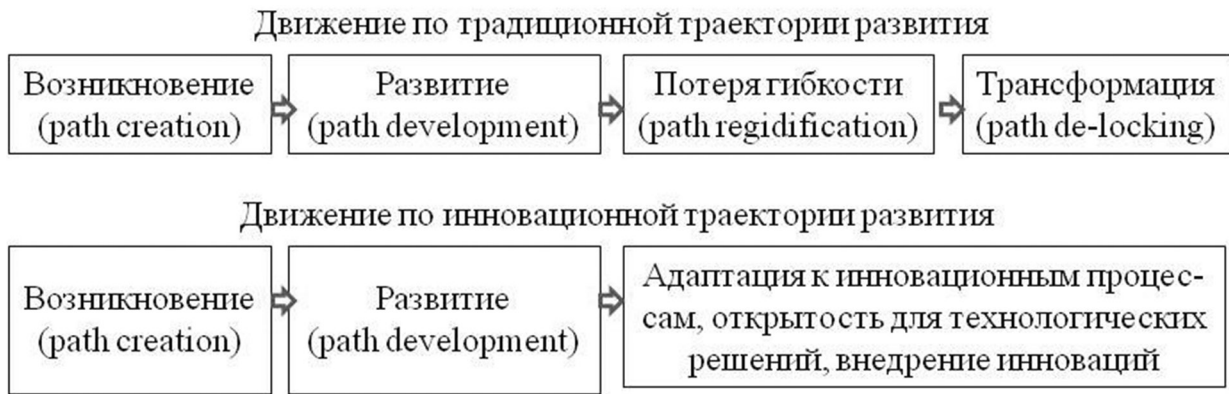 Движение по традиционной траектории развития
Возникновение
(path creation)
Развитие
(path development)
Потеря гибкости
(path regidification)
Трансформация
(path de-locking)
Движение по инновационной траектории развития
Возникновение
(path creation)
Развитие
(path development)
Адаптация к инновационным процес-
сам, открытость для технологических
решений, внедрение инноваций